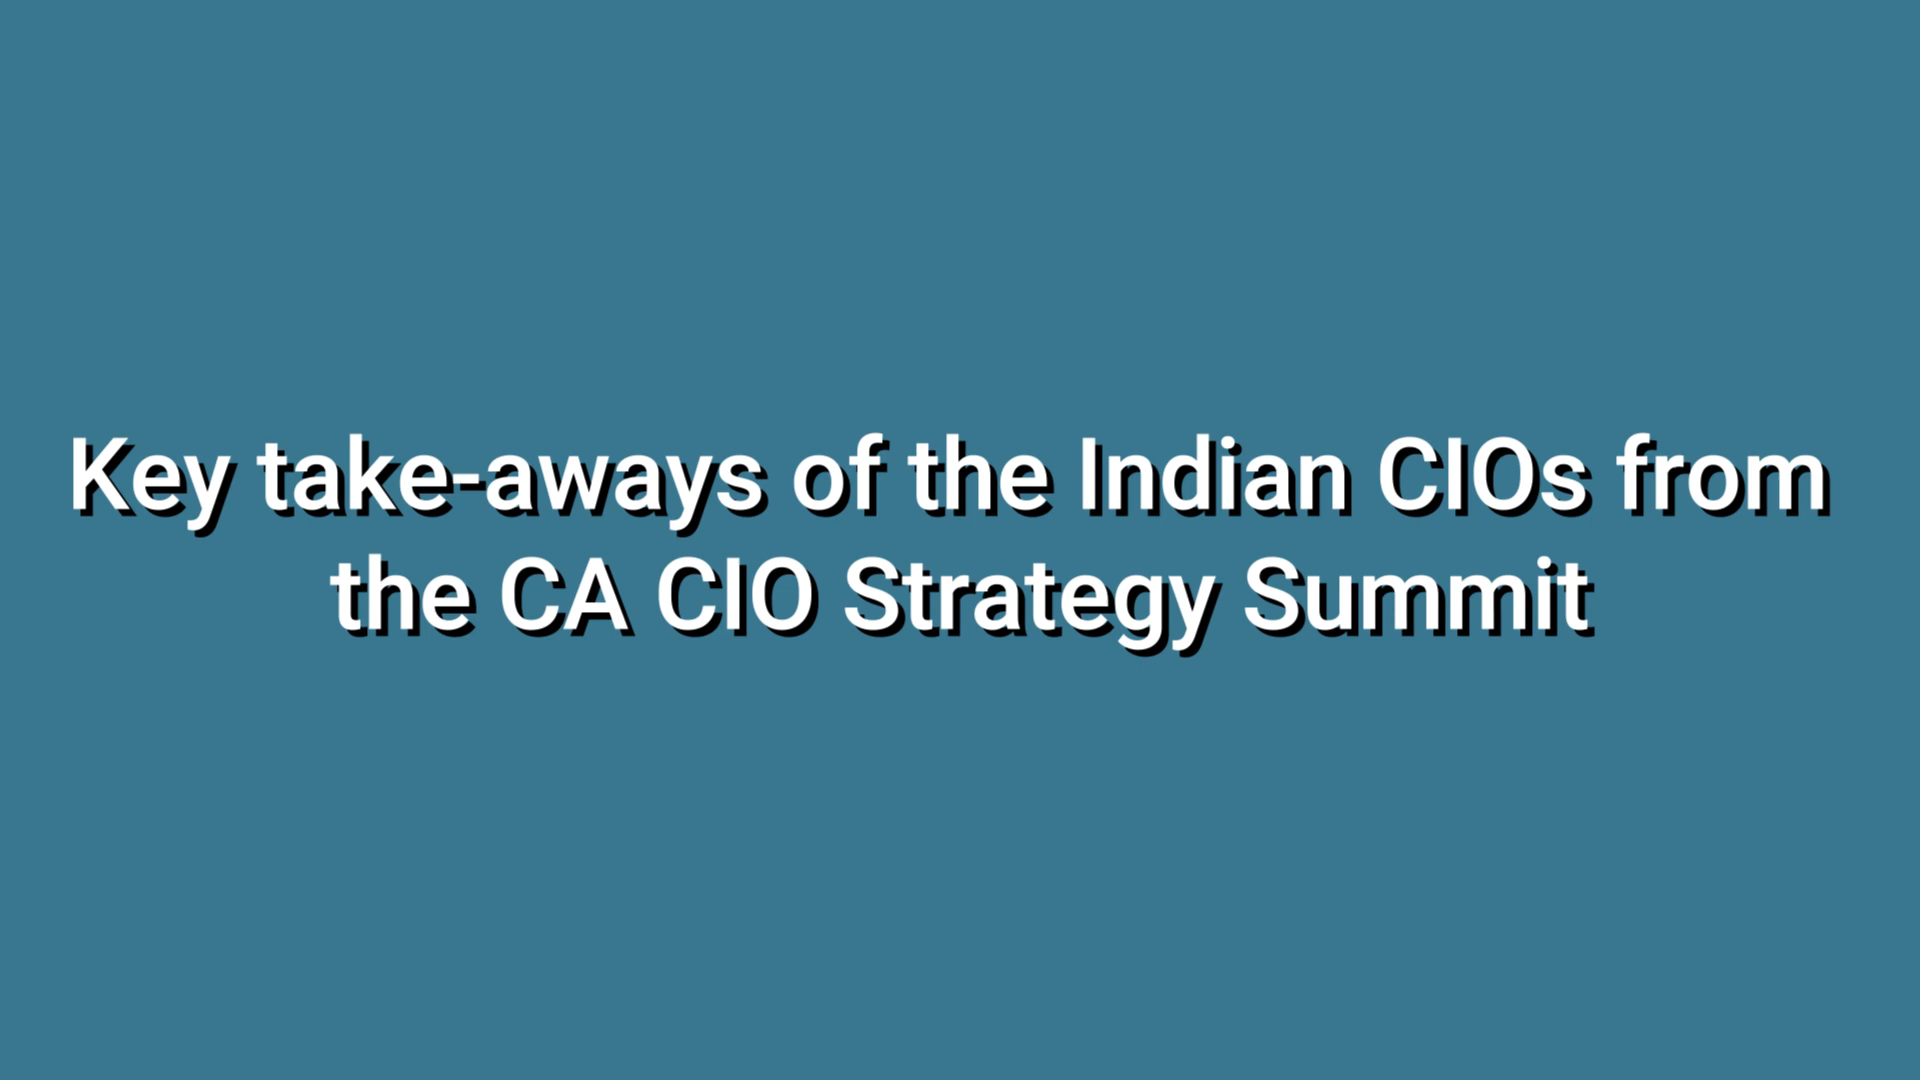 Key take-aways of the Indian CIOs from
the CA CIO Strategy Summit